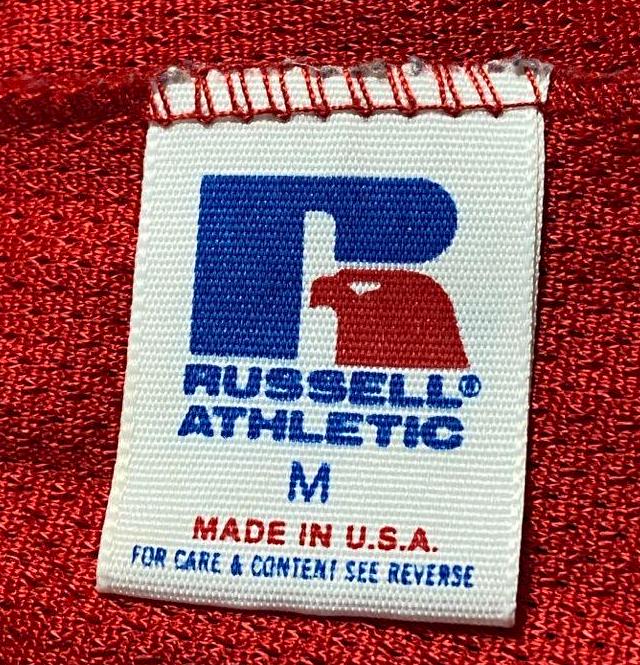 RUSSELL®
ATHLETIC
M
MADE IN U.S.A.
FOR CARE & CONTENT SEE REVERSE